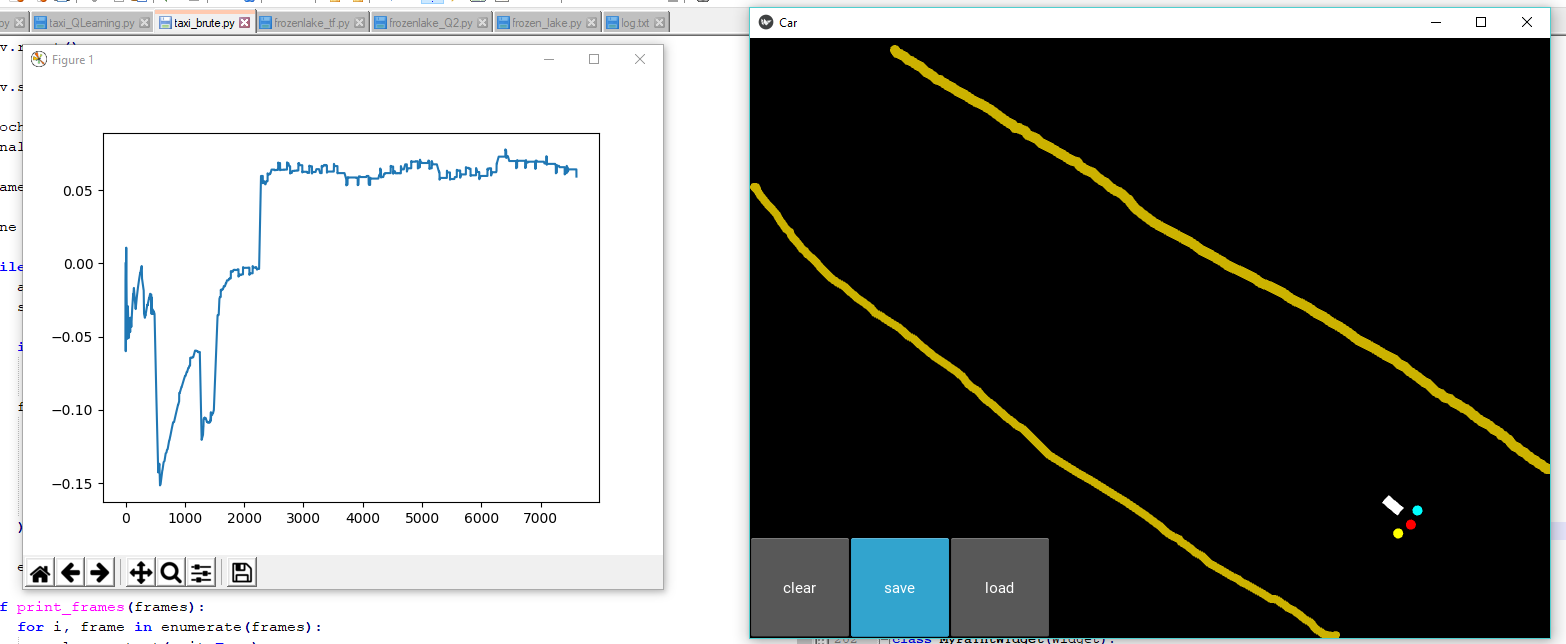 py
taxi_QLearning.py
taxi_brute.py
frozenlake_tf.py
frozenlake_Q2.py
frozen_lake.py
log.txt
Car
Figure 1
0.05
0.00
−0.05
−0.10
−0.15
0 1000 2000 3000 4000 5000 6000 7000
clear save load
f print_frames(frames):
for i, frame in enumerate(frames):
class MyPaintWidget(Widget):